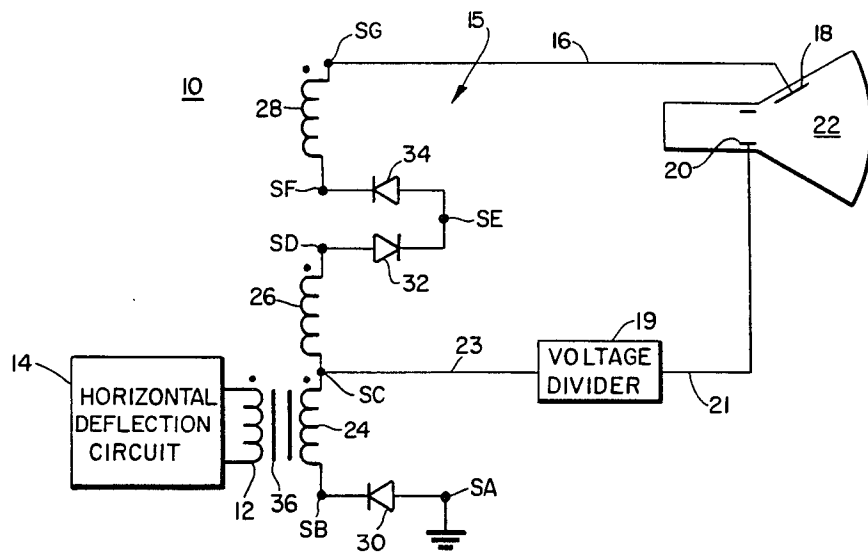 SG
15
16
18
10
28
22
34
20
SF
SE
SD
32
26
19
14
23
VOLTAGE
DIVIDER
HORIZONTAL
DEFLECTION
CIRCUIT
SC
24
21
SA
12
36
SB
30